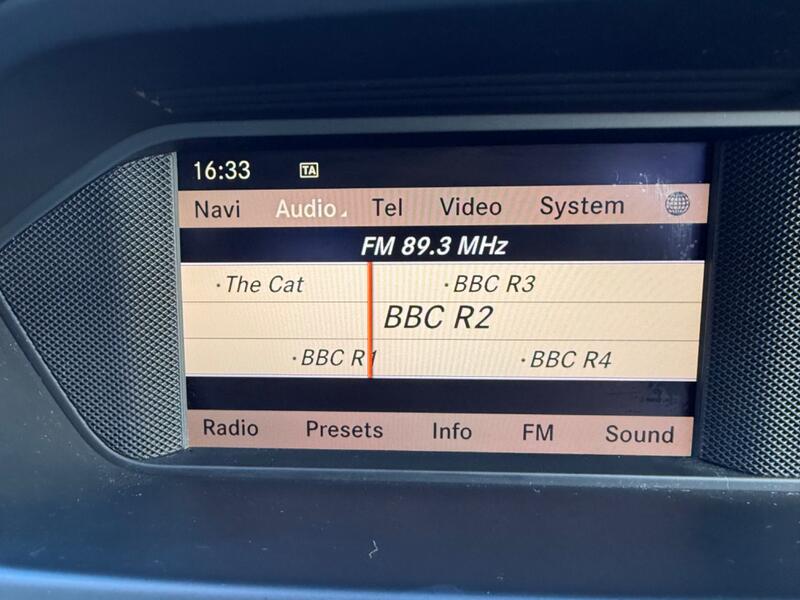 16:33 TA
Navi Audio Tel Video System
FM 89.3 MHz
·The Cat ·BBC R3
BBC R2
·BBC R1 ·BBC R4
Radio Presets Info FM Sound